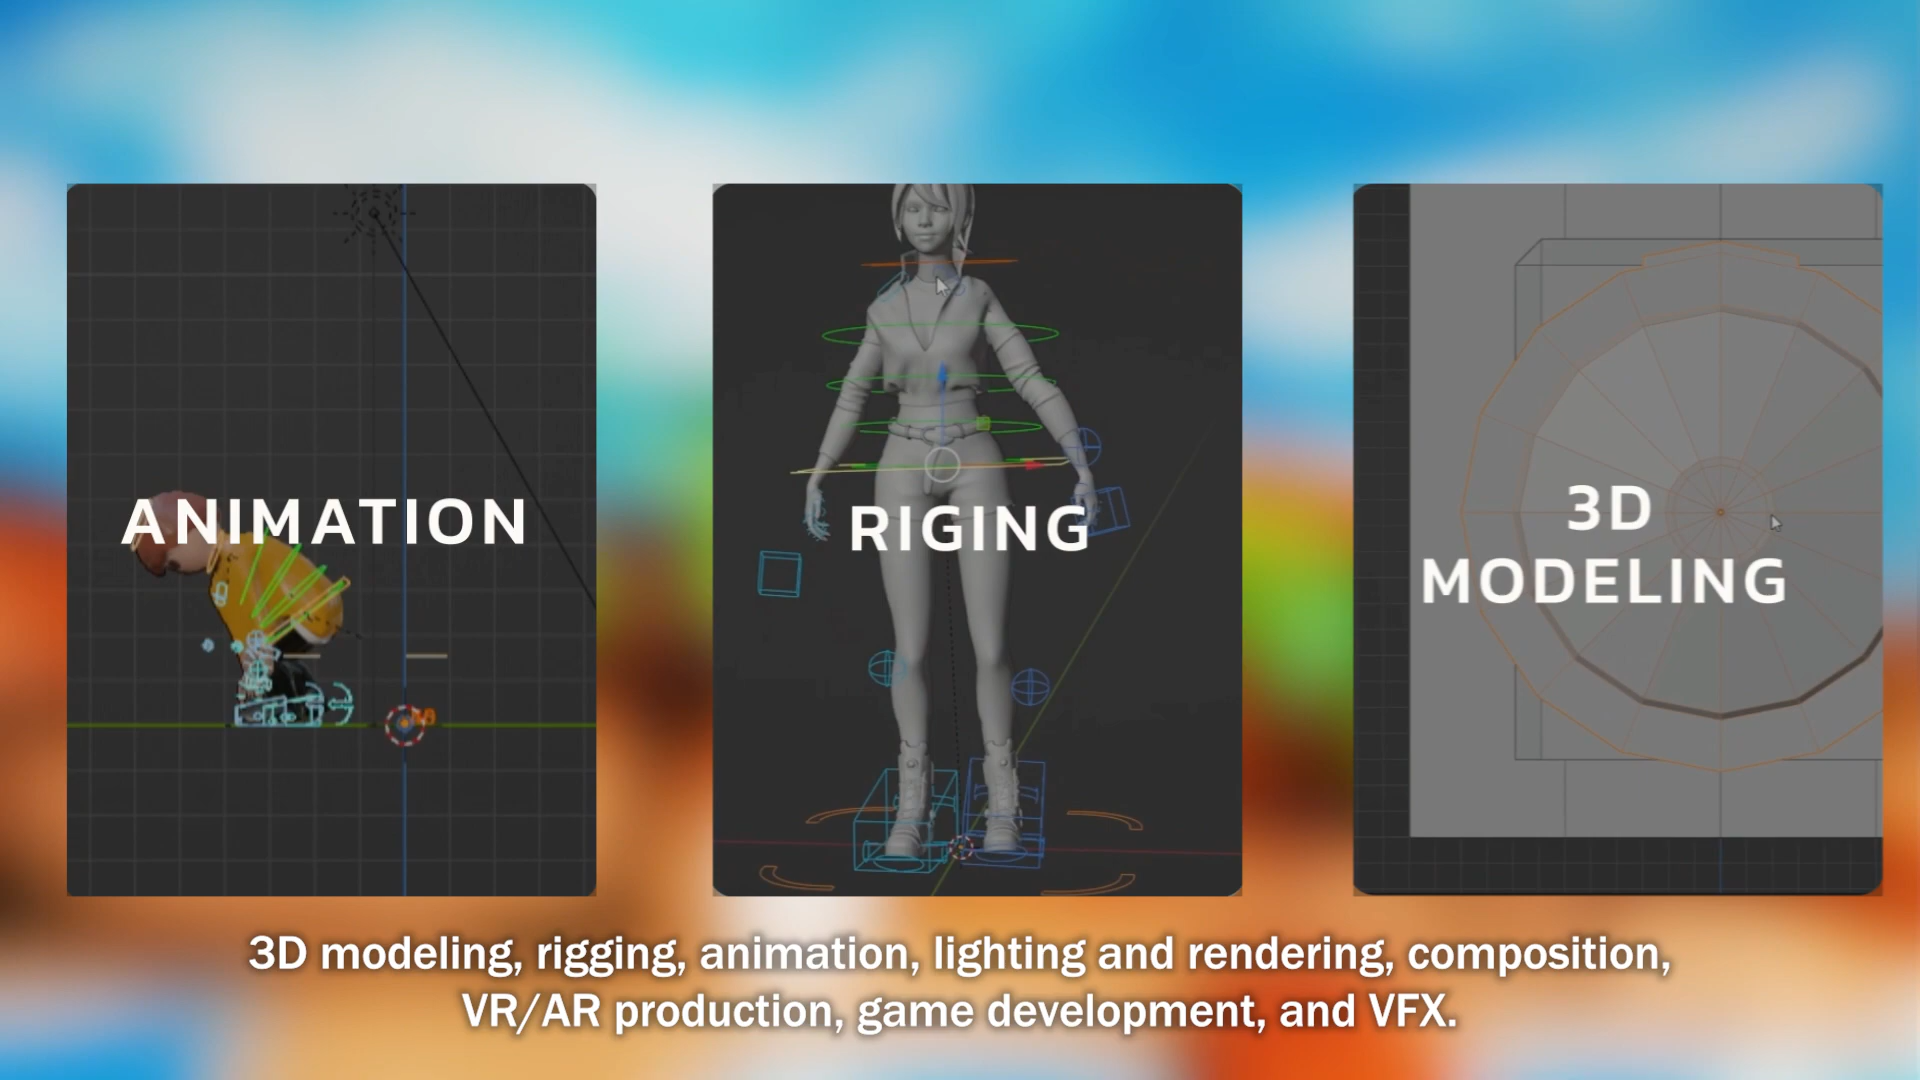 ANIMATION
RIGING
3D
MODELING
3D modeling, rigging, animation, lighting and rendering, composition,
VR/AR production, game development, and VFX.